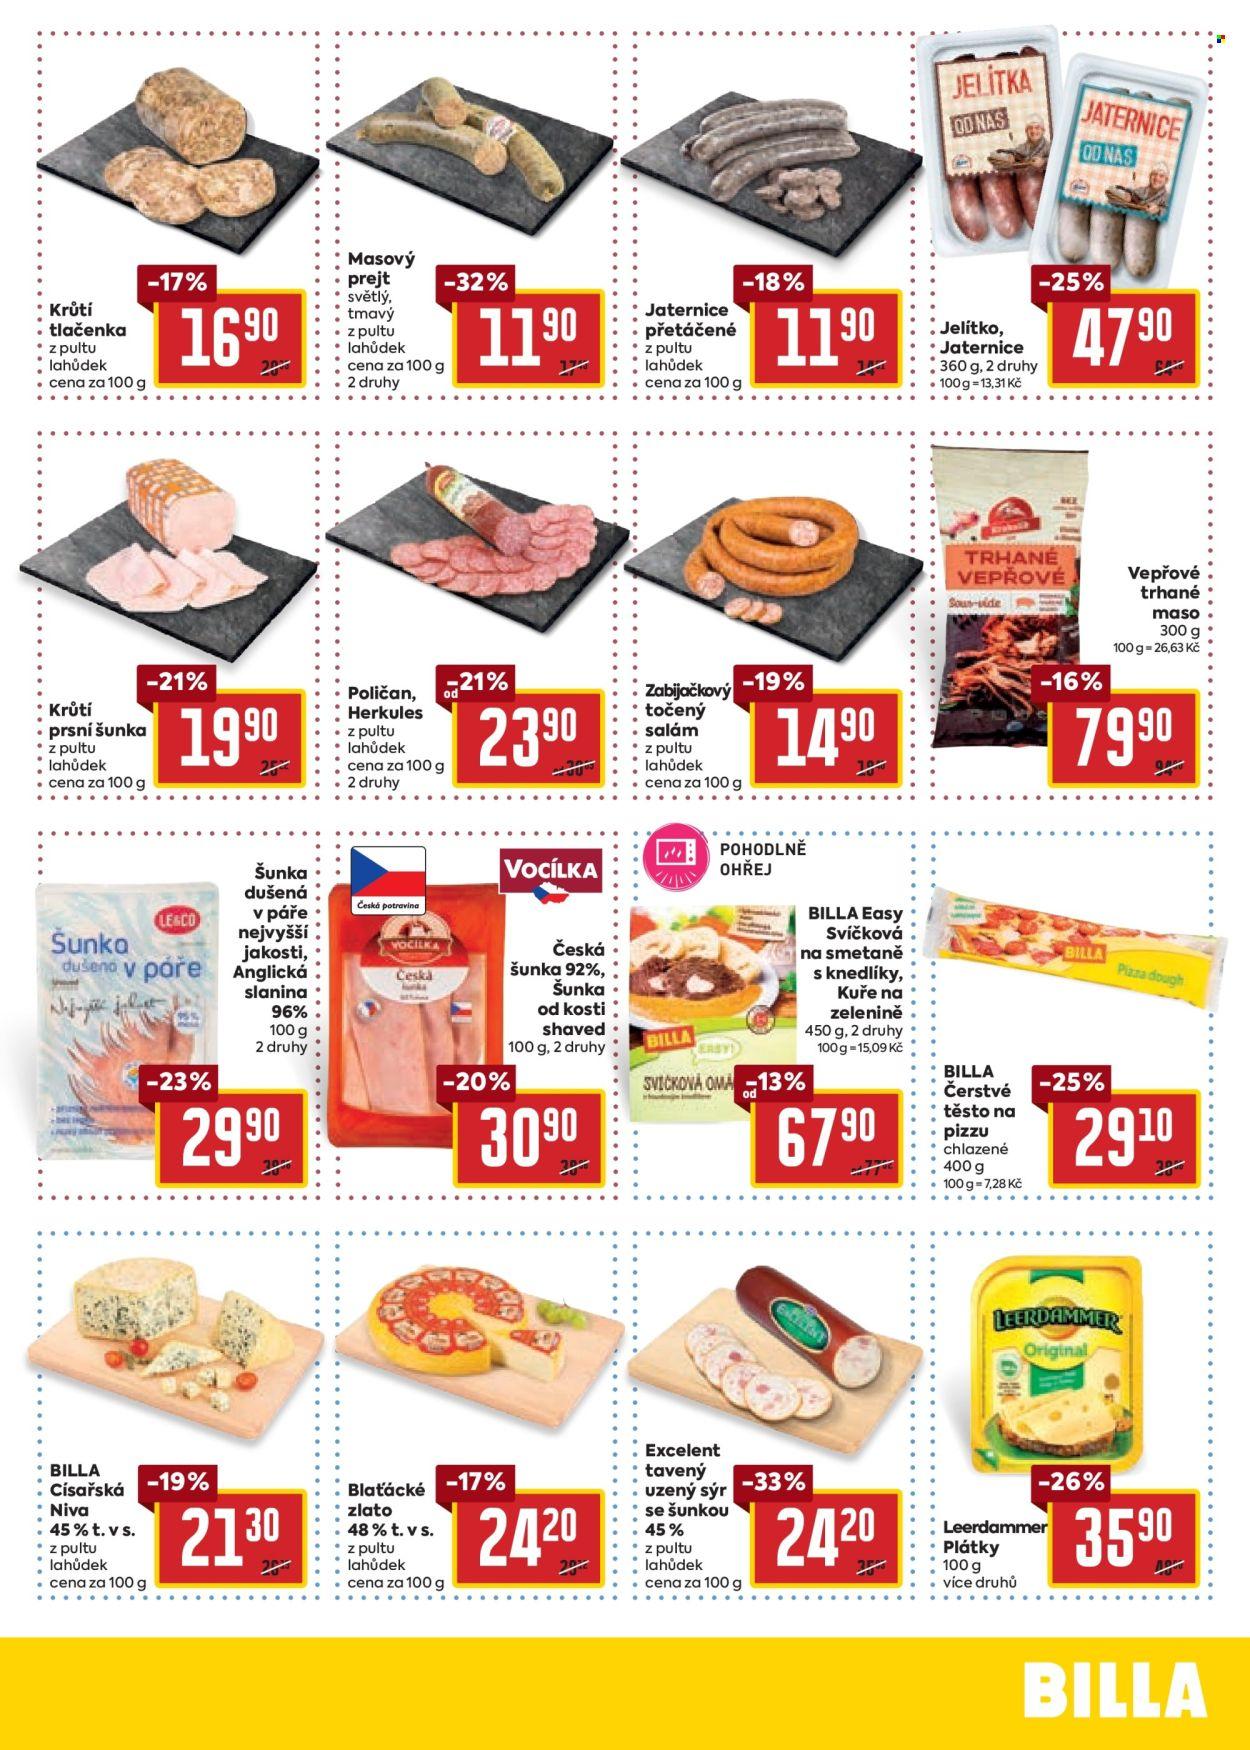 JELÍTKA
OD NÁS
JATERNICE
OD NÁS
Krůtí
tlačenka
z pultu
lahůdek
cena za 100 g
–17%
16 90
Masový
prejt
světlý,
tmavý
z pultu
lahůdek
cena za 100 g
2 druhy
–32%
11 90
Jaternice
přetáčené
z pultu
lahůdek
cena za 100 g
–18%
11 90
Jelítko,
Jaternice
360 g, 2 druhy
100 g = 13,31 Kč
–25%
47 90
Krůtí
prsní šunka
z pultu
lahůdek
cena za 100 g
–21%
19 90
Poličan,
Herkules
z pultu
lahůdek
cena za 100 g
2 druhy
–21%
od
23 90
Zabijačkový
točený
salám
z pultu
lahůdek
cena za 100 g
–19%
TRHANÉ
VEPŘOVÉ
Sous-vide
Vepřové
trhané
maso
300 g
100 g = 26,63 Kč
–16%
79 90
LE&CO
Šunka
dušená
v páře
Šunka
dušená
v páře
nejvyšší
jakosti,
Anglická
slanina
96%
100 g
2 druhy
–23%
29 90
Česká potravina
VOCÍLKA
VOCÍLKA
Česká
šunka
Česká
šunka 92%,
Šunka
od kosti
shaved
100 g, 2 druhy
–20%
30 90
POHODLNĚ
OHŘEJ
BILLA
EASY!
SVÍČKOVÁ OMÁ
BILLA Easy
Svíčková
na smetaně
s knedlíky,
Kuře na
zelenině
450 g, 2 druhy
100 g = 15,09 Kč
–13%
od
67 90
BILLA
Pizza dough
BILLA
Čerstvé
těsto na
pizzu
chlazené
400 g
100 g = 7,28 Kč
–25%
29 10
BILLA
Císařská
Niva
45 % t. v s.
z pultu
lahůdek
cena za 100 g
–19%
21 30
Blaťácké
zlato
48 % t. v s.
z pultu
lahůdek
cena za 100 g
–17%
24 20
EXCELENT
Excelent
tavený
uzený sýr
se šunkou
45 %
z pultu
lahůdek
cena za 100 g
–33%
24 20
LEERDAMMER
Original
Leerdammer
Plátky
100 g
více druhů
–26%
35 90
BILLA